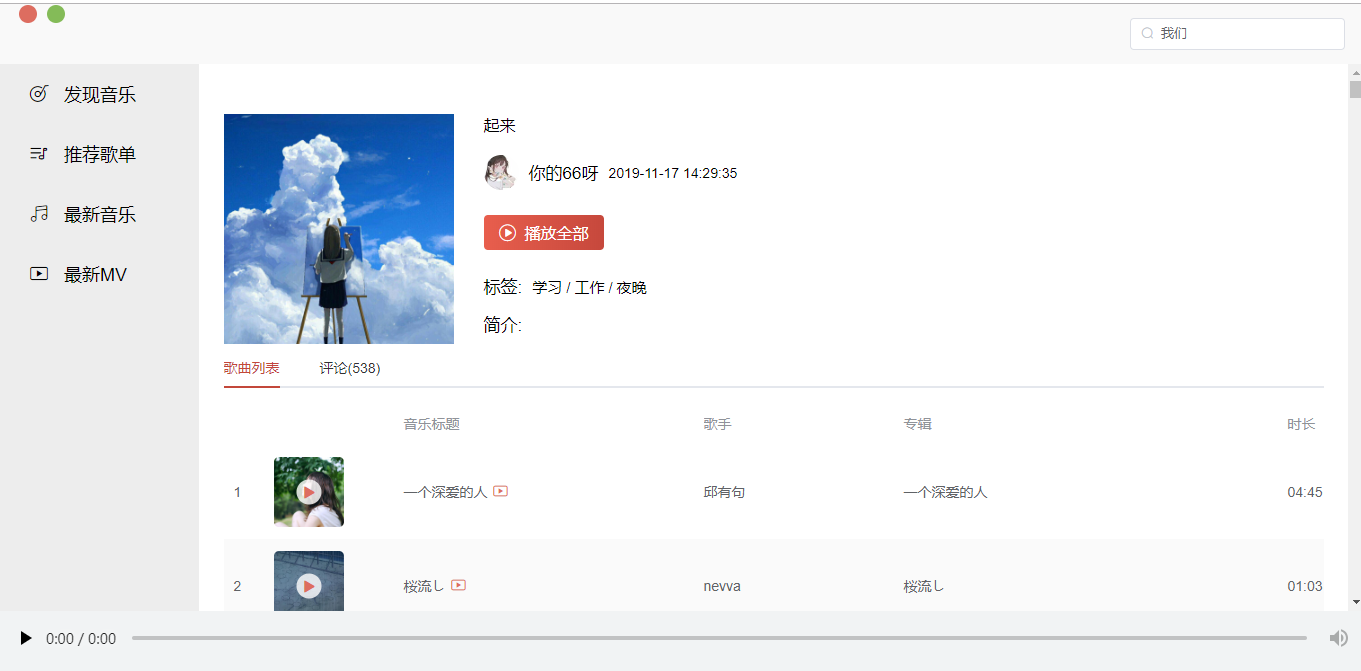 我们
发现音乐
推荐歌单
最新音乐
最新MV
起来
你的66呀 2019-11-17 14:29:35
播放全部
标签: 学习 / 工作 / 夜晚
简介:
歌曲列表 评论(538)
音乐标题 歌手 专辑 时长
1 一个深爱的人 邱有句 一个深爱的人 04:45
2 桜流し nevva 桜流し 01:03
0:00 / 0:00